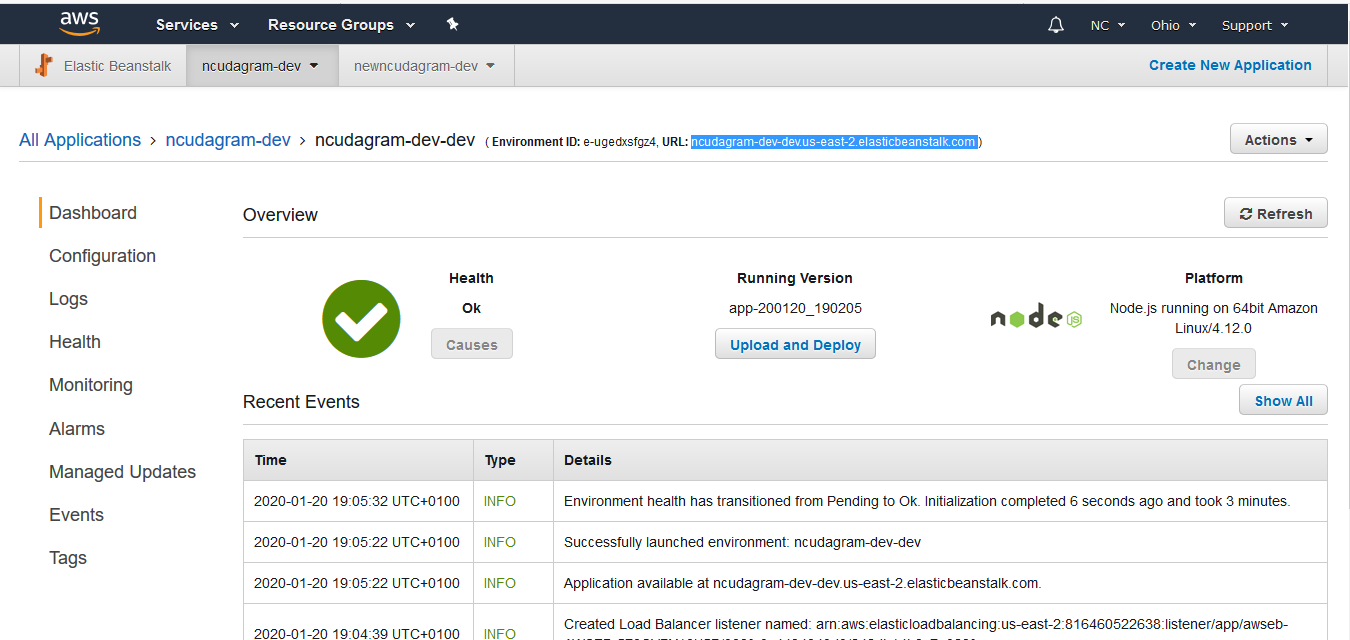 aws Services Resource Groups NC Ohio Support
Elastic Beanstalk ncudagram-dev newncudagram-dev Create New Application
All Applications > ncudagram-dev > ncudagram-dev-dev ( Environment ID: e-ugedxsfgz4, URL: ncudagram-dev-dev.us-east-2.elasticbeanstalk.com ) Actions
Dashboard
Configuration
Logs
Health
Monitoring
Alarms
Managed Updates
Events
Tags
Overview Refresh
Health
Ok
Causes
Running Version
app-200120_190205
Upload and Deploy
node JS
Platform
Node.js running on 64bit Amazon
Linux/4.12.0
Change
Recent Events Show All
Time Type Details
2020-01-20 19:05:32 UTC+0100 INFO Environment health has transitioned from Pending to Ok. Initialization completed 6 seconds ago and took 3 minutes.
2020-01-20 19:05:22 UTC+0100 INFO Successfully launched environment: ncudagram-dev-dev
2020-01-20 19:05:22 UTC+0100 INFO Application available at ncudagram-dev-dev.us-east-2.elasticbeanstalk.com.
2020-01-20 19:04:39 UTC+0100 INFO Created Load Balancer listener named: arn:aws:elasticloadbalancing:us-east-2:816460522638:listener/app/awseb-